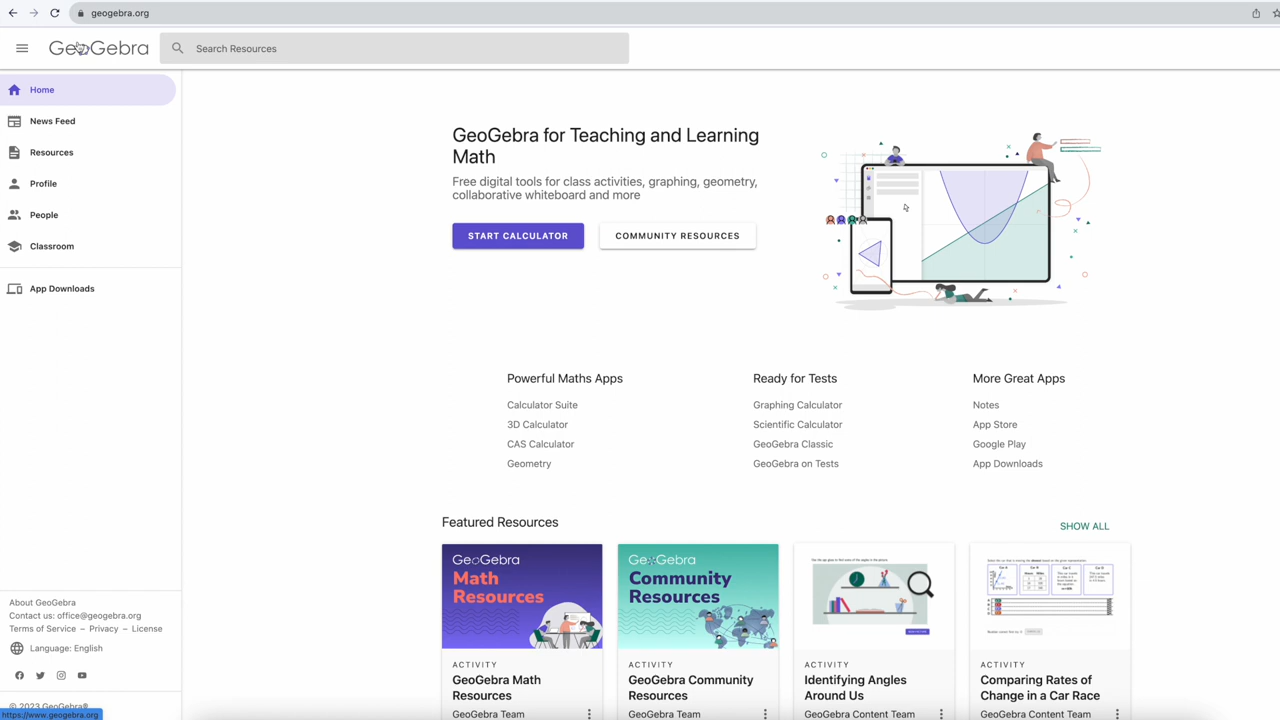 geogebra.org
GeoGebra
Search Resources
Home
News Feed
Resources
Profile
People
Classroom
App Downloads
GeoGebra for Teaching and Learning
Math
Free digital tools for class activities, graphing, geometry,
collaborative whiteboard and more
START CALCULATOR
COMMUNITY RESOURCES
Powerful Maths Apps
Calculator Suite
3D Calculator
CAS Calculator
Geometry
Ready for Tests
Graphing Calculator
Scientific Calculator
GeoGebra Classic
GeoGebra on Tests
More Great Apps
Notes
App Store
Google Play
App Downloads
Featured Resources
SHOW ALL
GeoGebra
Math
Resources
ACTIVITY
GeoGebra Math
Resources
GeoGebra Team
GeoGebra
Community
Resources
ACTIVITY
GeoGebra Community
Resources
GeoGebra Team
ACTIVITY
Identifying Angles
Around Us
GeoGebra Content Team
Car A
Car B
Car C
Car D
ACTIVITY
Comparing Rates of
Change in a Car Race
GeoGebra Content Team
About GeoGebra
Contact us: office@geogebra.org
Terms of Service – Privacy – License
Language: English
© 2023 GeoGebra®
https://www.geogebra.org